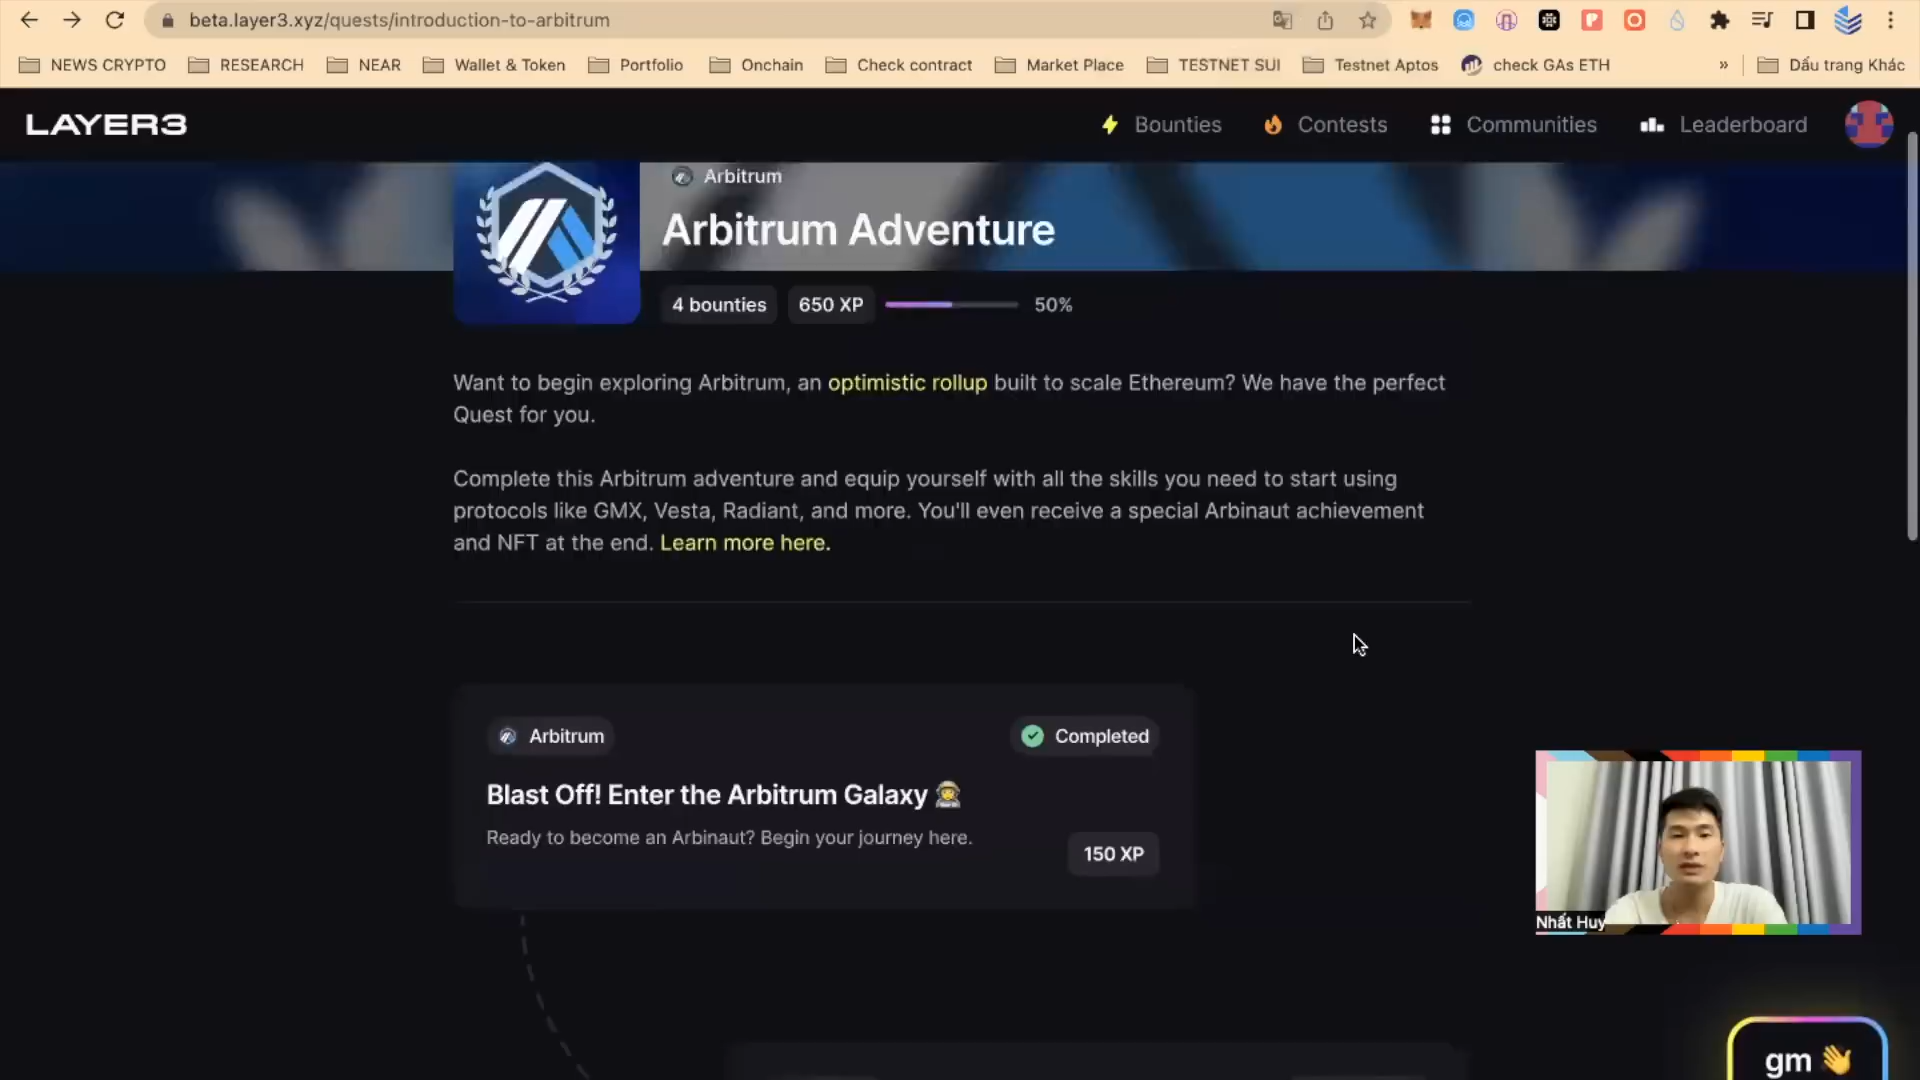 beta.layer3.xyz/quests/introduction-to-arbitrum
NEWS CRYPTO
RESEARCH
NEAR
Wallet & Token
Portfolio
Onchain
Check contract
Market Place
TESTNET SUI
Testnet Aptos
check GAs ETH
»
Dấu trang Khác
LAYER3
Bounties
Contests
Communities
Leaderboard
Arbitrum
Arbitrum Adventure
4 bounties
650 XP
50%
Want to begin exploring Arbitrum, an optimistic rollup built to scale Ethereum? We have the perfect
Quest for you.
Complete this Arbitrum adventure and equip yourself with all the skills you need to start using
protocols like GMX, Vesta, Radiant, and more. You'll even receive a special Arbinaut achievement
and NFT at the end. Learn more here.
Arbitrum
Completed
Blast Off! Enter the Arbitrum Galaxy 🧑‍🚀
Ready to become an Arbinaut? Begin your journey here.
150 XP
Nhất Huy
gm 👋